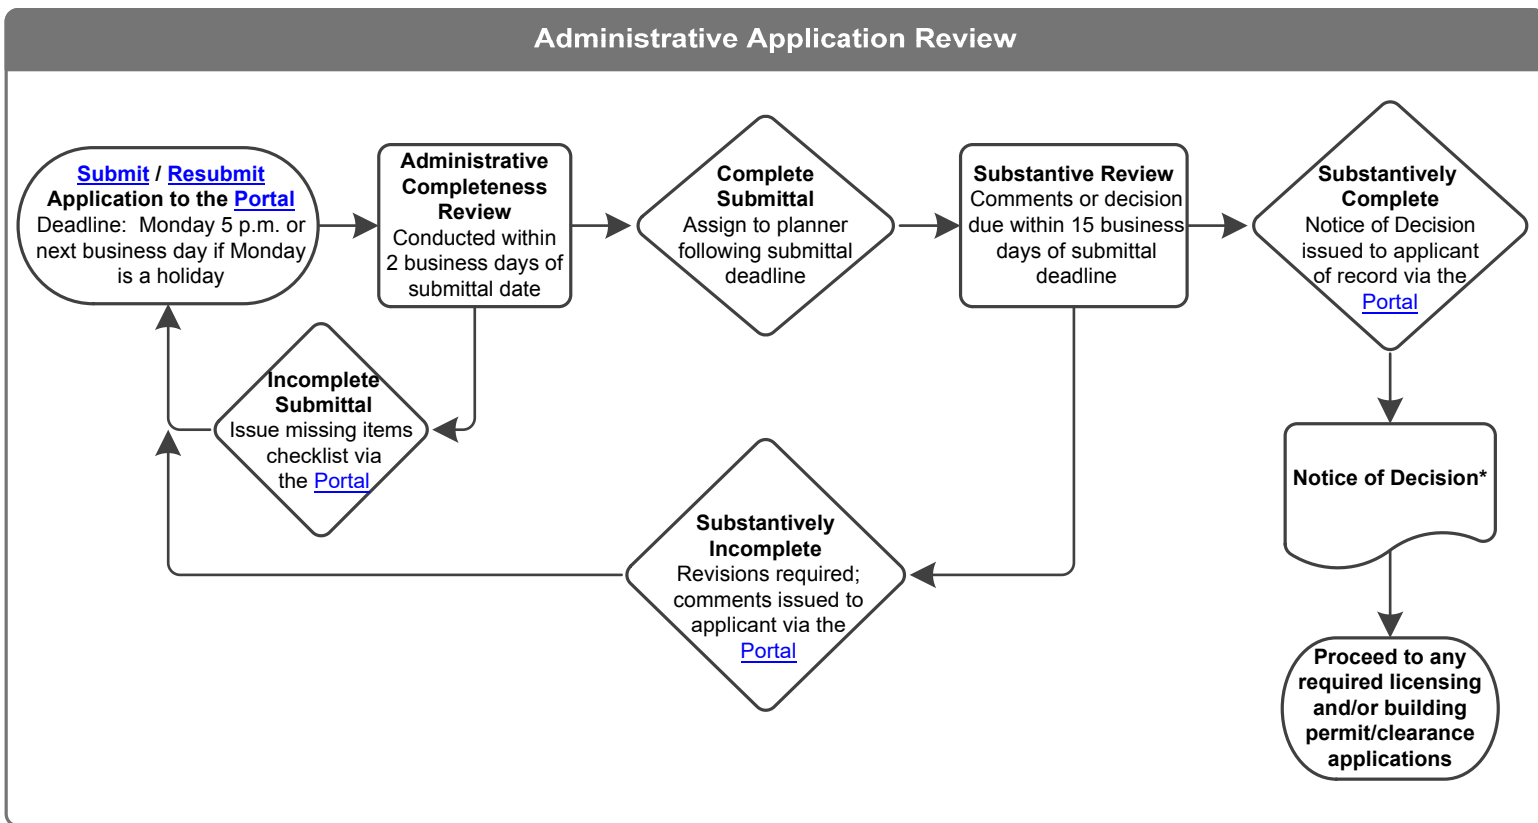 Administrative Application Review
Submit / Resubmit
Application to the Portal
Deadline:  Monday 5 p.m. or
next business day if Monday
is a holiday
Administrative
Completeness
Review
Conducted within
2 business days of
submittal date
Complete
Submittal
Assign to planner
following submittal
deadline
Substantive Review
Comments or decision
due within 15 business
days of submittal
deadline
Substantively
Complete
Notice of Decision
issued to applicant
of record via the
Portal
Incomplete
Submittal
Issue missing items
checklist via
the Portal
Substantively
Incomplete
Revisions required;
comments issued to
applicant via the
Portal
Notice of Decision*
Proceed to any
required licensing
and/or building
permit/clearance
applications